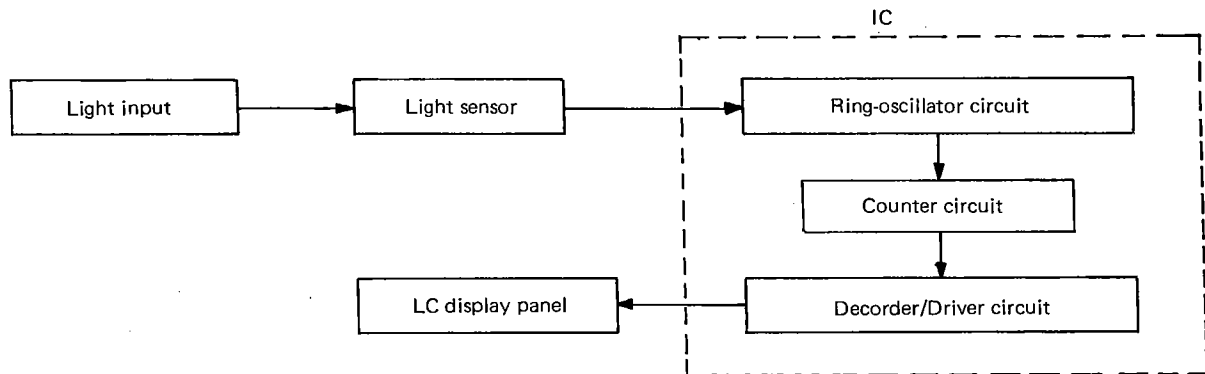 IC
Light input
Light sensor
Ring-oscillator circuit
Counter circuit
LC display panel
Decorder/Driver circuit